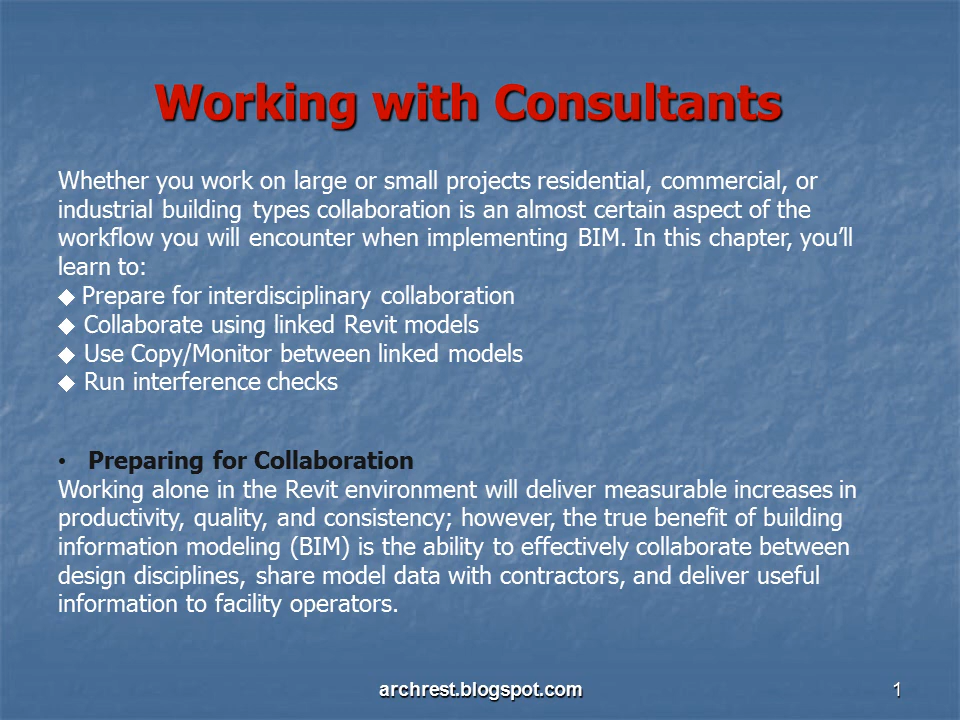 Working with Consultants
Whether you work on large or small projects residential, commercial, or
industrial building types collaboration is an almost certain aspect of the
workflow you will encounter when implementing BIM. In this chapter, you’ll
learn to:
◆ Prepare for interdisciplinary collaboration
◆ Collaborate using linked Revit models
◆ Use Copy/Monitor between linked models
◆ Run interference checks
• Preparing for Collaboration
Working alone in the Revit environment will deliver measurable increases in
productivity, quality, and consistency; however, the true benefit of building
information modeling (BIM) is the ability to effectively collaborate between
design disciplines, share model data with contractors, and deliver useful
information to facility operators.
archrest.blogspot.com 1